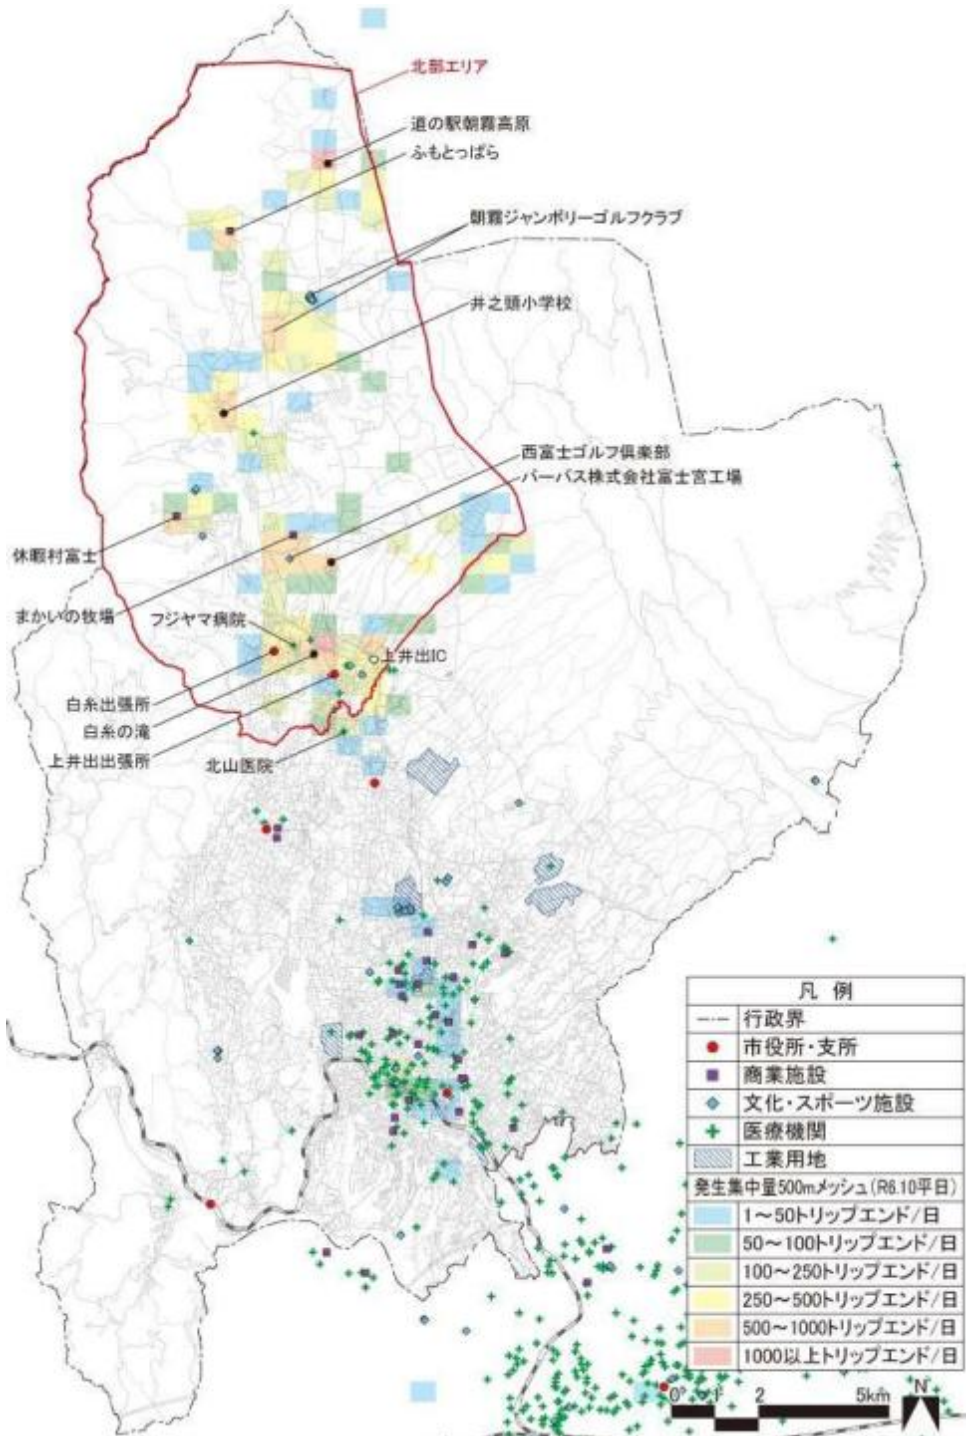 北部エリア
道の駅朝霧高原
ふもとっぱら
朝霧ジャンボリーゴルフクラブ
井之頭小学校
西富士ゴルフ倶楽部
バーバス株式会社富士宮工場
休暇村富士
まかいの牧場
フジヤマ病院
上井出IC
白糸出張所
白糸の滝
上井出出張所
北山医院
凡 例
行政界
市役所・支所
商業施設
文化・スポーツ施設
医療機関
工業用地
発生集中量500mメッシュ(R6.10平日)
1～50トリップエンド/日
50～100トリップエンド/日
100～250トリップエンド/日
250～500トリップエンド/日
500～1000トリップエンド/日
1000以上トリップエンド/日
0 1 2 5km
N